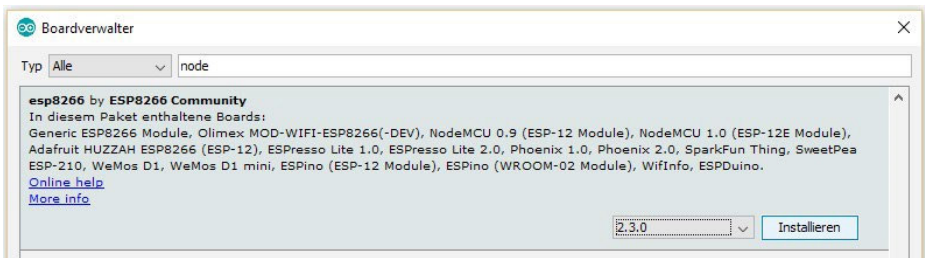 Boardverwalter
Typ Alle node
esp8266 by ESP8266 Community
In diesem Paket enthaltene Boards:
Generic ESP8266 Module, Olimex MOD-WIFI-ESP8266(-DEV), NodeMCU 0.9 (ESP-12 Module), NodeMCU 1.0 (ESP-12E Module),
Adafruit HUZZAH ESP8266 (ESP-12), ESPresso Lite 1.0, ESPresso Lite 2.0, Phoenix 1.0, Phoenix 2.0, SparkFun Thing, SweetPea
ESP-210, WeMos D1, WeMos D1 mini, ESPino (ESP-12 Module), ESPino (WROOM-02 Module), WifInfo, ESPDuino.
Online help
More info
2.3.0 Installieren